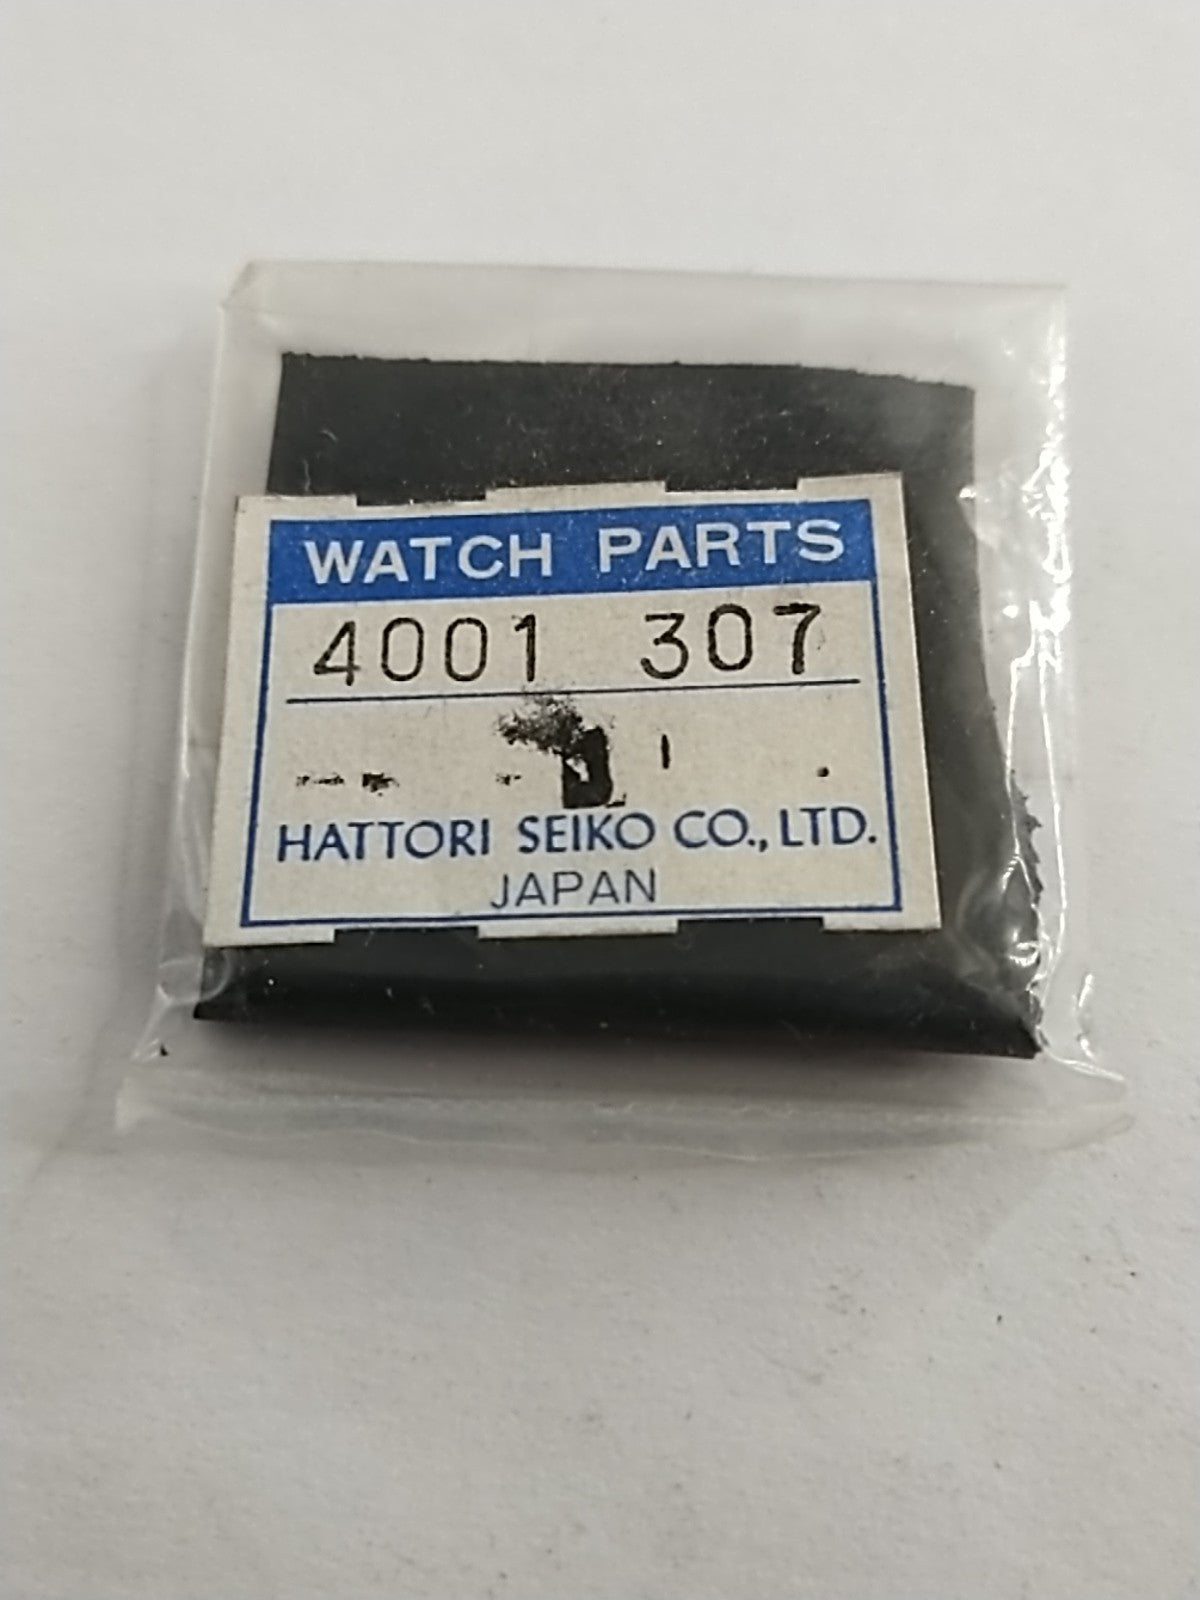 WATCH PARTS
4001 307
HATTORI SEIKO CO., LTD.
JAPAN